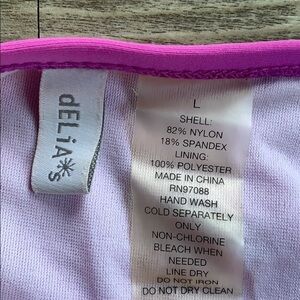 dELiA*s
L
SHELL:
82% NYLON
18% SPANDEX
LINING:
100% POLYESTER
MADE IN CHINA
RN97088
HAND WASH
COLD SEPARATELY
ONLY
NON-CHLORINE
BLEACH WHEN
NEEDED
LINE DRY
DO NOT IRON
DO NOT DRY CLEAN